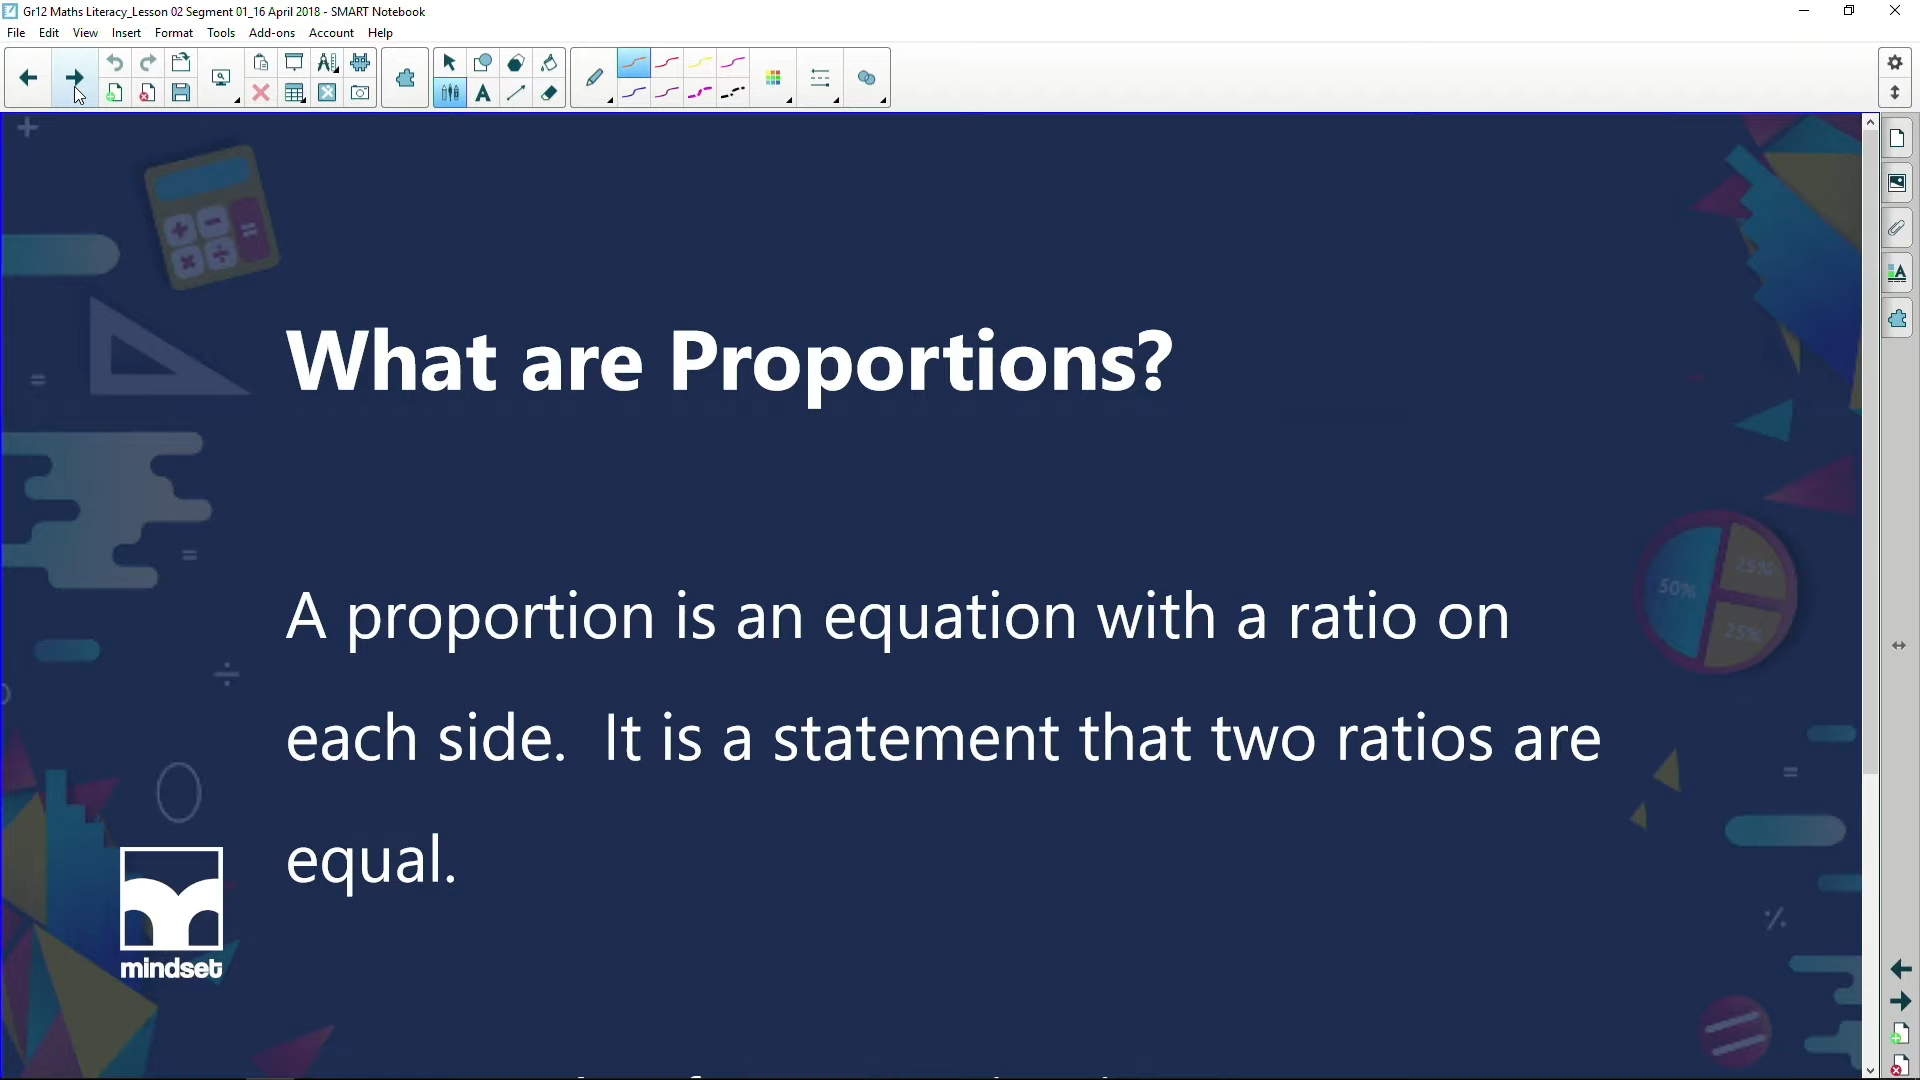 Gr12 Maths Literacy_Lesson 02 Segment 01_16 April 2018 - SMART Notebook
File Edit View Insert Format Tools Add-ons Account Help
What are Proportions?
50%
25%
25%
A proportion is an equation with a ratio on
each side. It is a statement that two ratios are
equal.
mindset